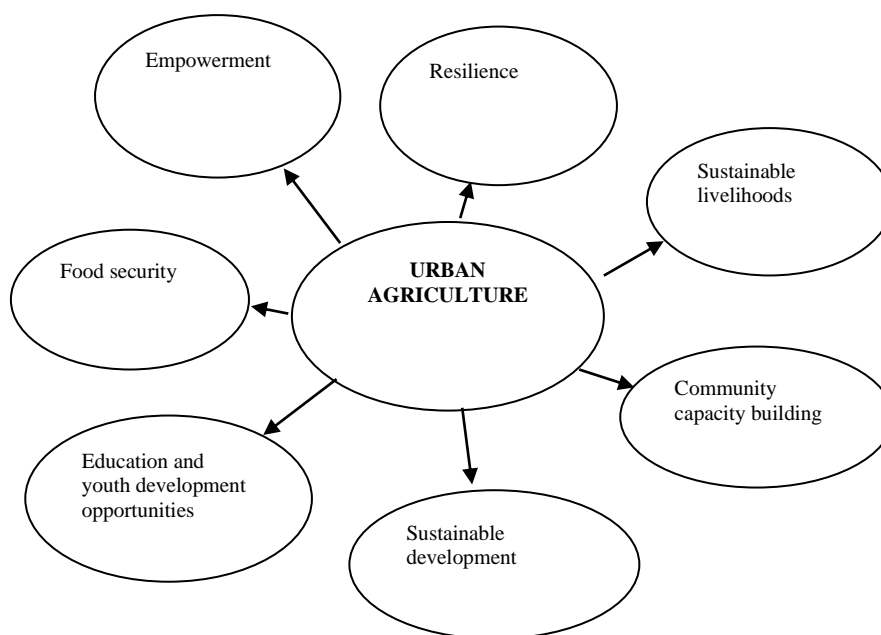 Empowerment
Resilience
Sustainable
livelihoods
Food security
URBAN
AGRICULTURE
Community
capacity building
Education and
youth development
opportunities
Sustainable
development